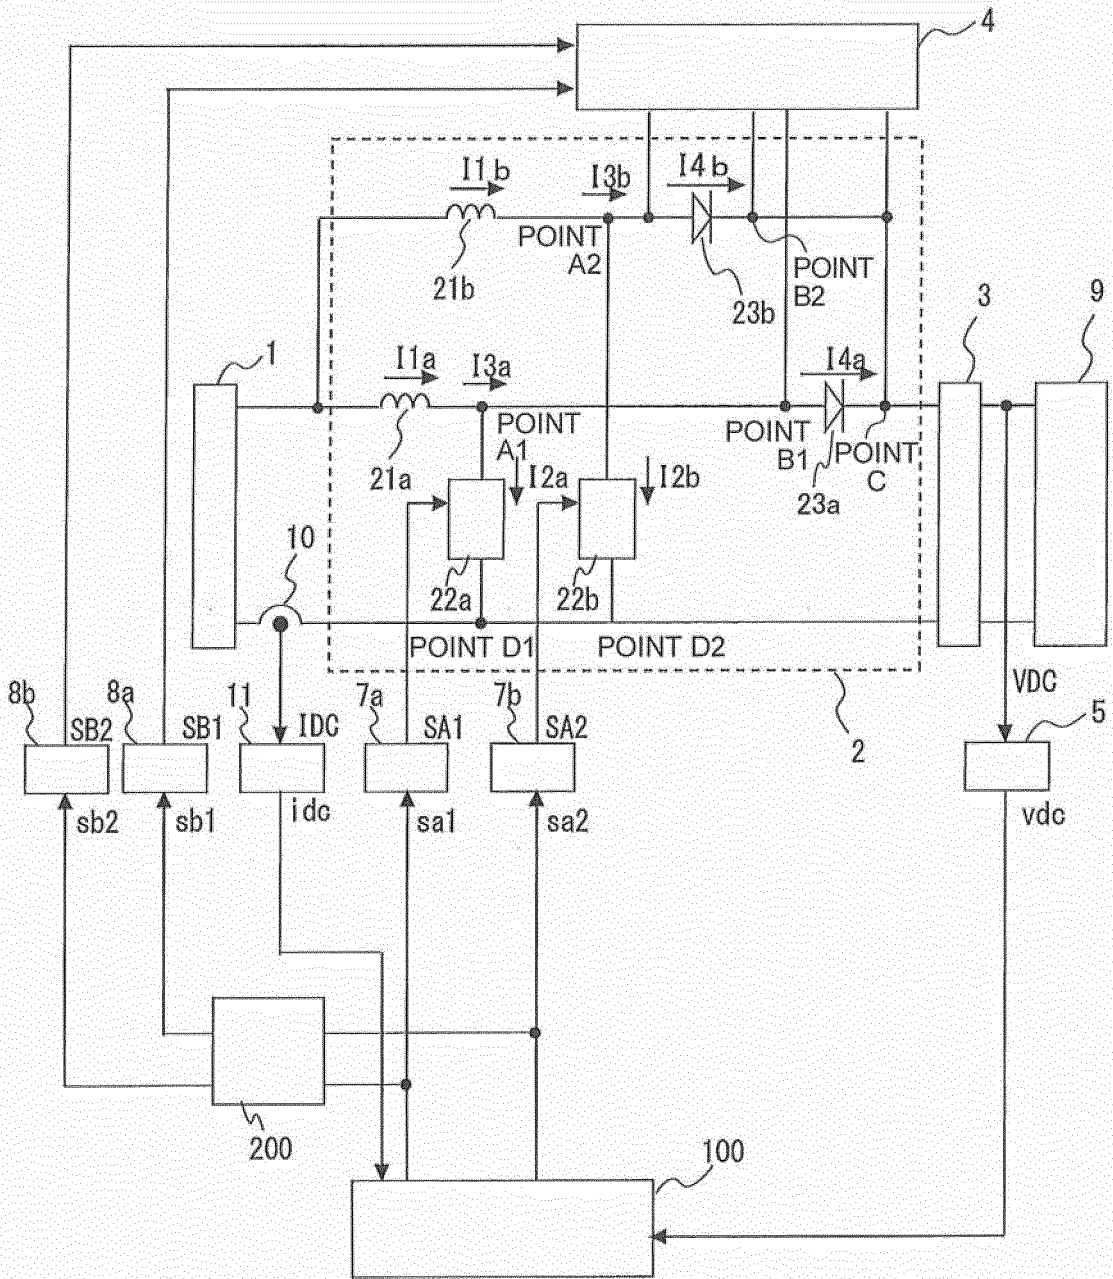 4
I1b
I3b
I4b
POINT
A2
21b
23b
POINT
B2
3
9
1
I1a
I3a
I4a
POINT
A1
POINT
B1
POINT
C
21a
I2a
I2b
23a
10
22a
22b
POINT D1
POINT D2
8b
8a
11
7a
7b
VDC
SB2
SB1
IDC
SA1
SA2
2
5
sb2
sb1
idc
sa1
sa2
vdc
200
100